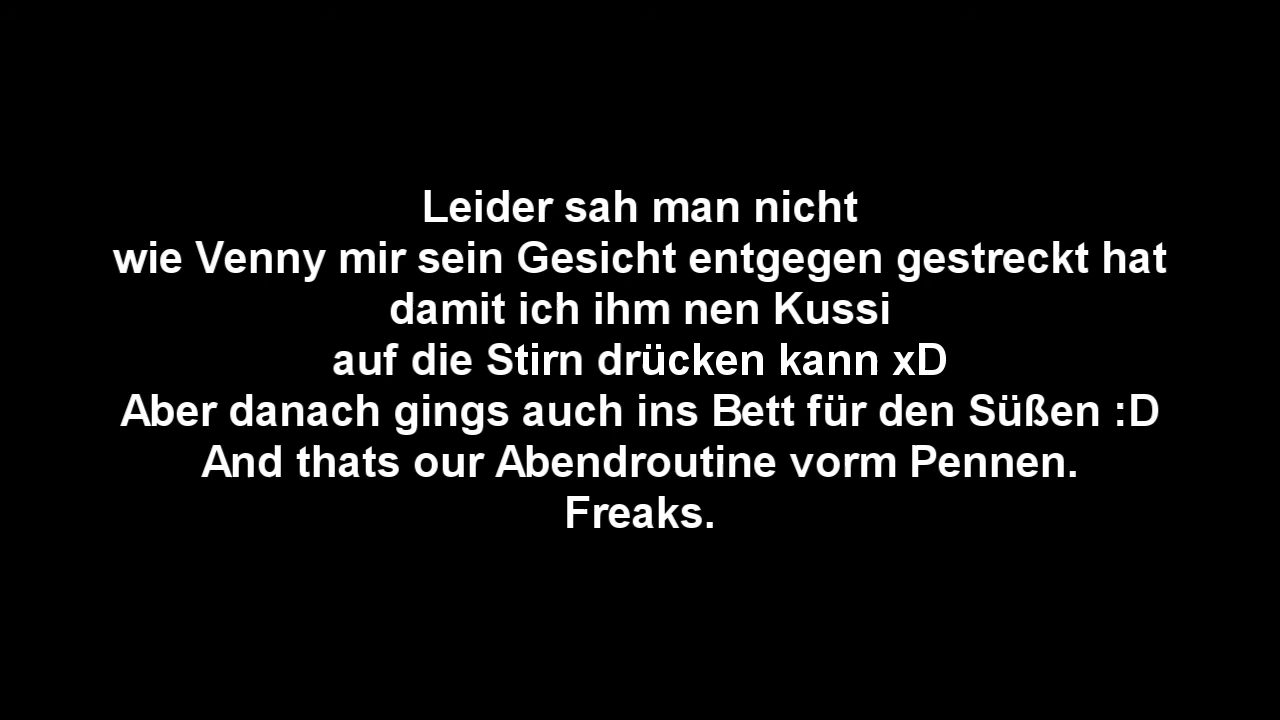 Leider sah man nicht
wie Venny mir sein Gesicht entgegen gestreckt hat
damit ich ihm nen Kussi
auf die Stirn drücken kann xD
Aber danach gings auch ins Bett für den Süßen :D
And thats our Abendroutine vorm Pennen.
Freaks.